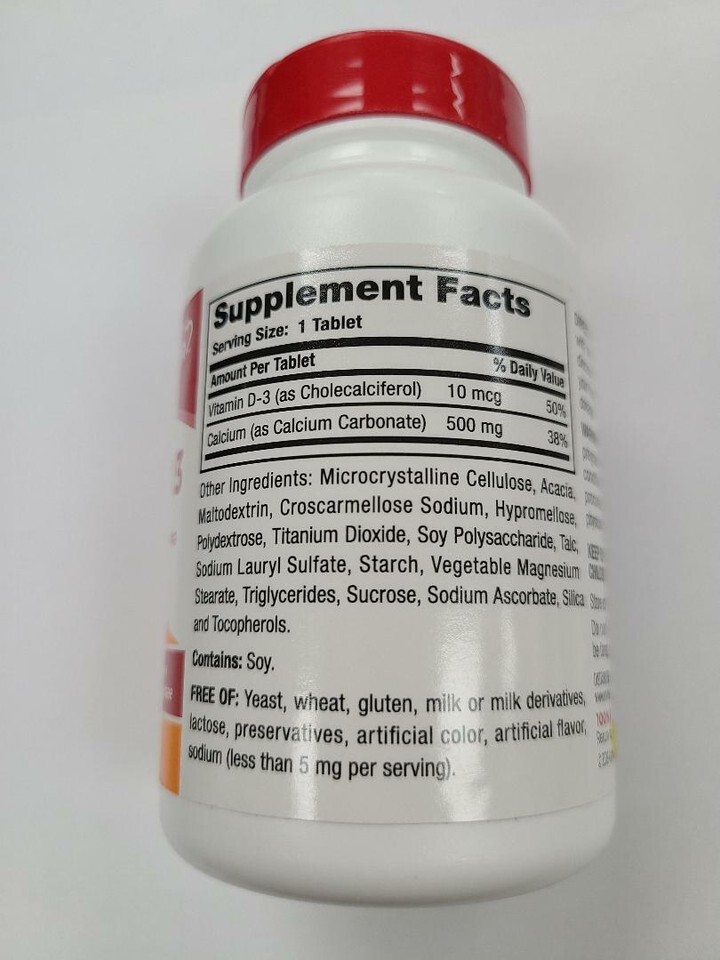 Supplement Facts
Serving Size: 1 Tablet
Amount Per Tablet % Daily Value
Vitamin D-3 (as Cholecalciferol) 10 mcg 50%
Calcium (as Calcium Carbonate) 500 mg 38%
Other Ingredients: Microcrystalline Cellulose, Acacia,
Maltodextrin, Croscarmellose Sodium, Hypromellose,
Polydextrose, Titanium Dioxide, Soy Polysaccharide, Talc,
Sodium Lauryl Sulfate, Starch, Vegetable Magnesium
Stearate, Triglycerides, Sucrose, Sodium Ascorbate, Silica
and Tocopherols.
Contains: Soy.
FREE OF: Yeast, wheat, gluten, milk or milk derivatives,
lactose, preservatives, artificial color, artificial flavor,
sodium (less than 5 mg per serving).
3